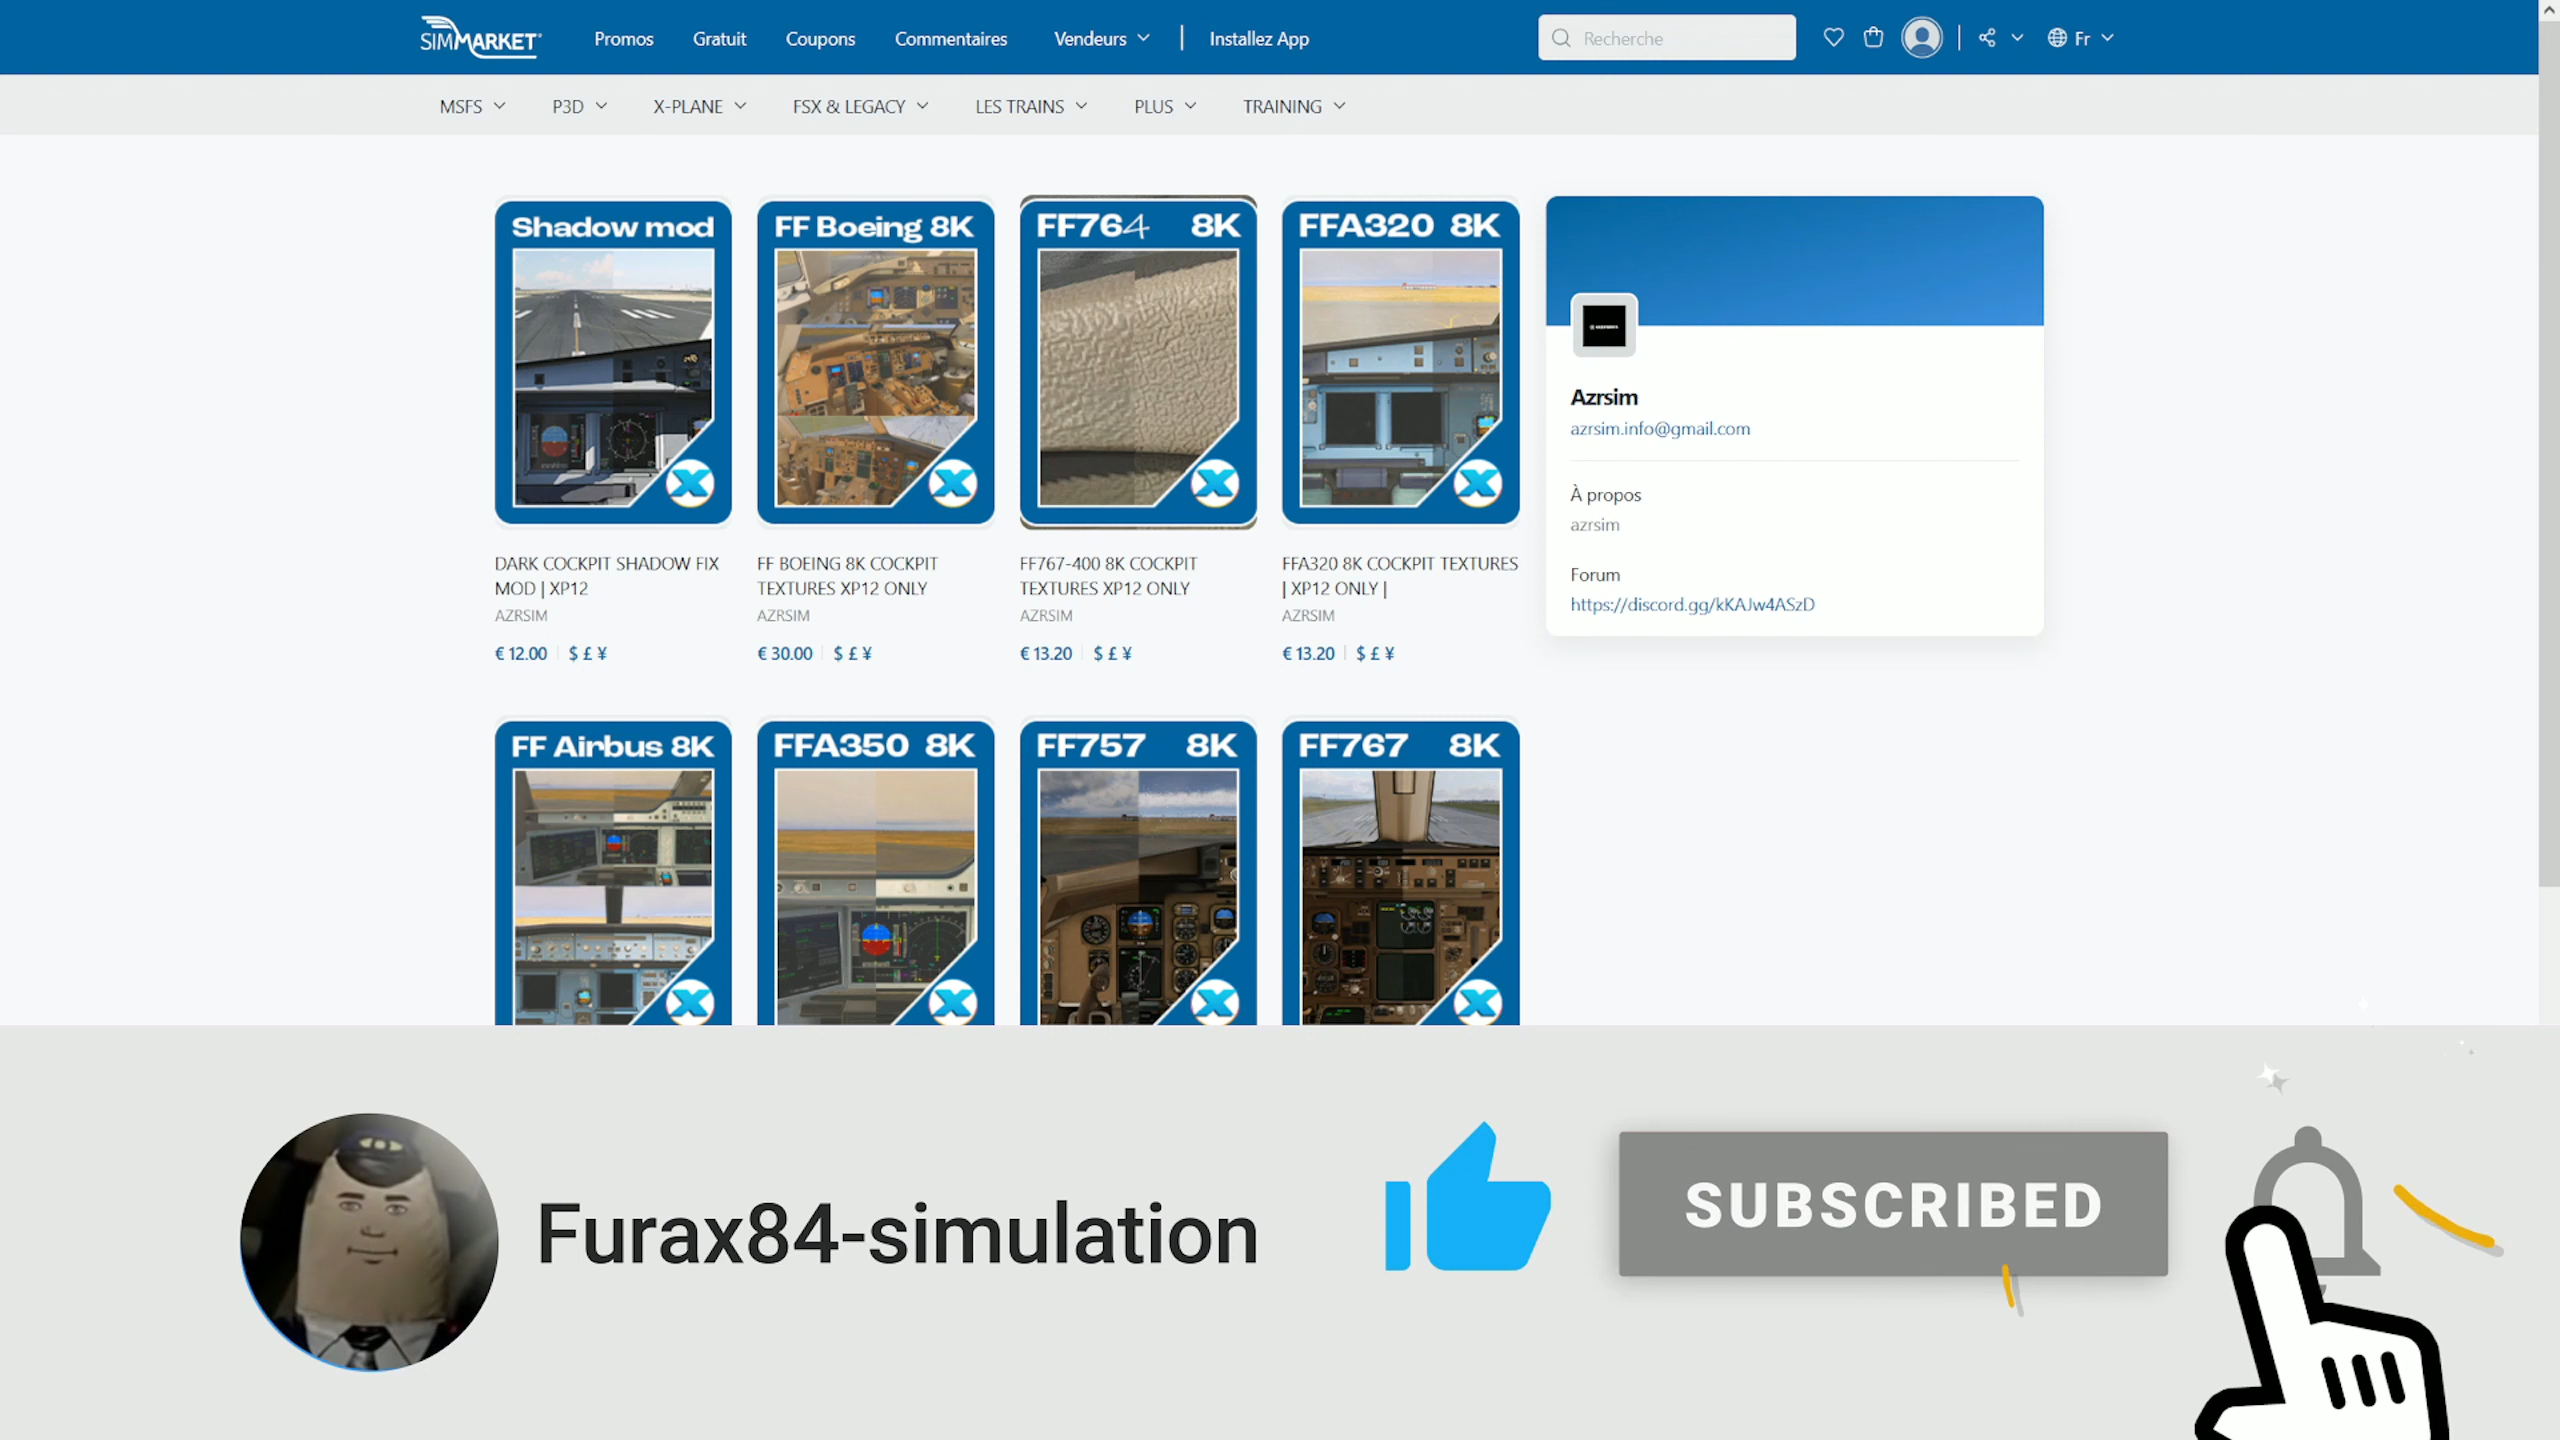 SIMMARKET
Promos Gratuit Coupons Commentaires Vendeurs Installez App Recherche Fr
MSFS P3D X-PLANE FSX & LEGACY LES TRAINS PLUS TRAINING
Shadow mod
FF Boeing 8K
FF764 8K
FFA320 8K
DARK COCKPIT SHADOW FIX
MOD | XP12
AZRSIM
€ 12.00 | $ £ ¥
FF BOEING 8K COCKPIT
TEXTURES XP12 ONLY
AZRSIM
€ 30.00 | $ £ ¥
FF767-400 8K COCKPIT
TEXTURES XP12 ONLY
AZRSIM
€ 13.20 | $ £ ¥
FFA320 8K COCKPIT TEXTURES
| XP12 ONLY |
AZRSIM
€ 13.20 | $ £ ¥
Azrsim
azrsim.info@gmail.com
À propos
azrsim
Forum
https://discord.gg/kKAJw4ASzD
FF Airbus 8K
FFA350 8K
FF757 8K
FF767 8K
Furax84-simulation
SUBSCRIBED